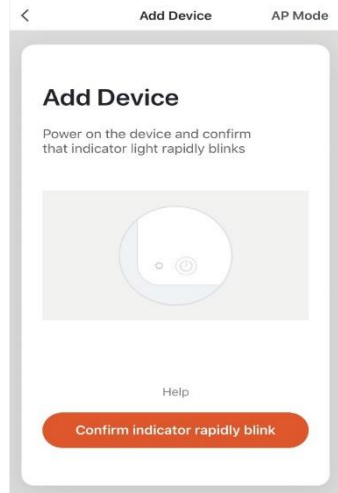 Add Device
AP Mode
Add Device
Power on the device and confirm
that indicator light rapidly blinks
Help
Confirm indicator rapidly blink